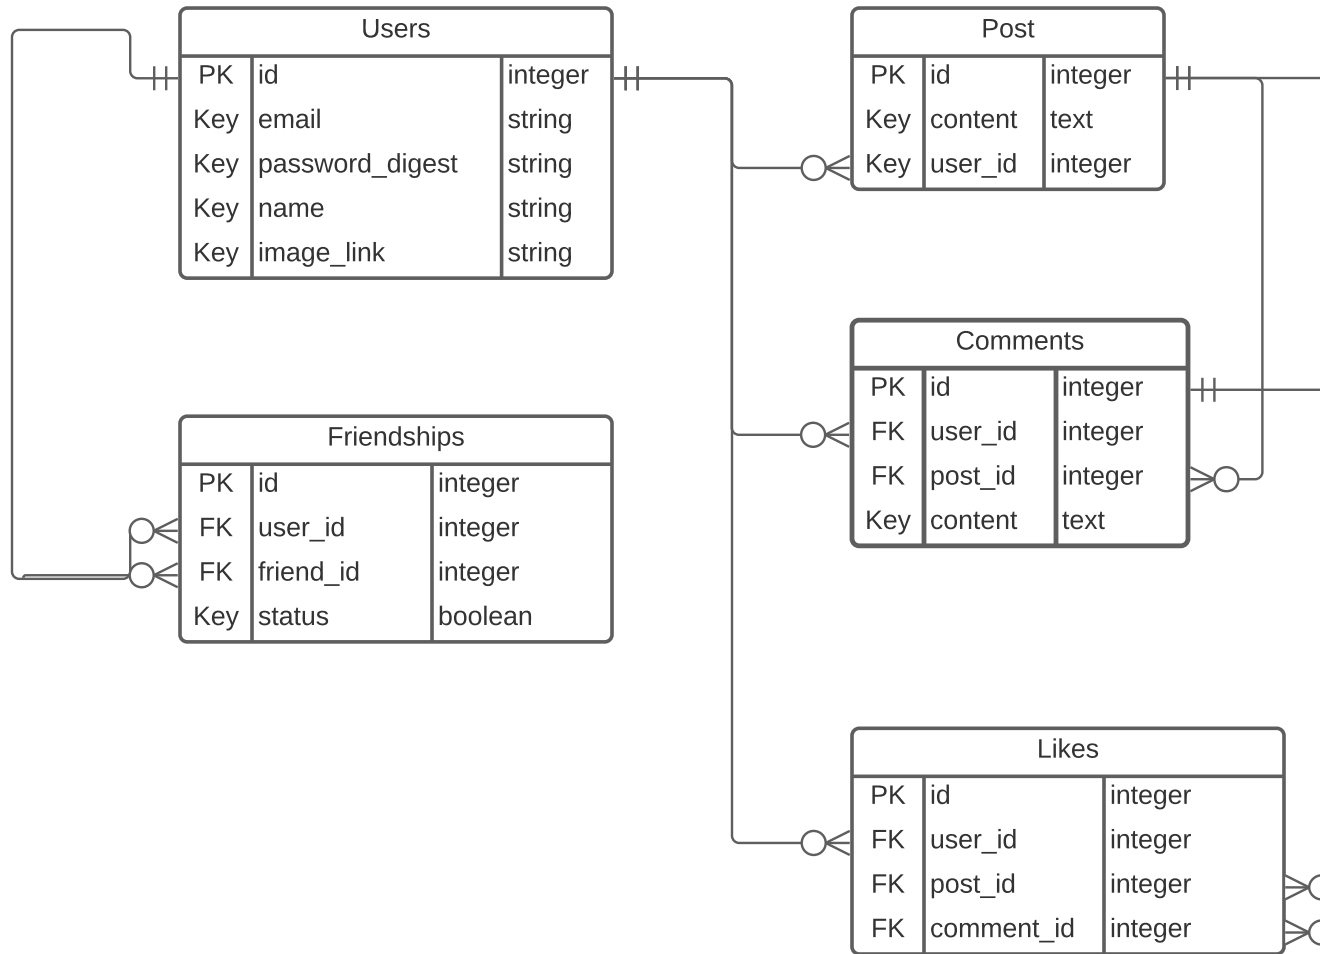 Users
PK id integer
Key email string
Key password_digest string
Key name string
Key image_link string
Post
PK id integer
Key content text
Key user_id integer
Friendships
PK id integer
FK user_id integer
FK friend_id integer
Key status boolean
Comments
PK id integer
FK user_id integer
FK post_id integer
Key content text
Likes
PK id integer
FK user_id integer
FK post_id integer
FK comment_id integer